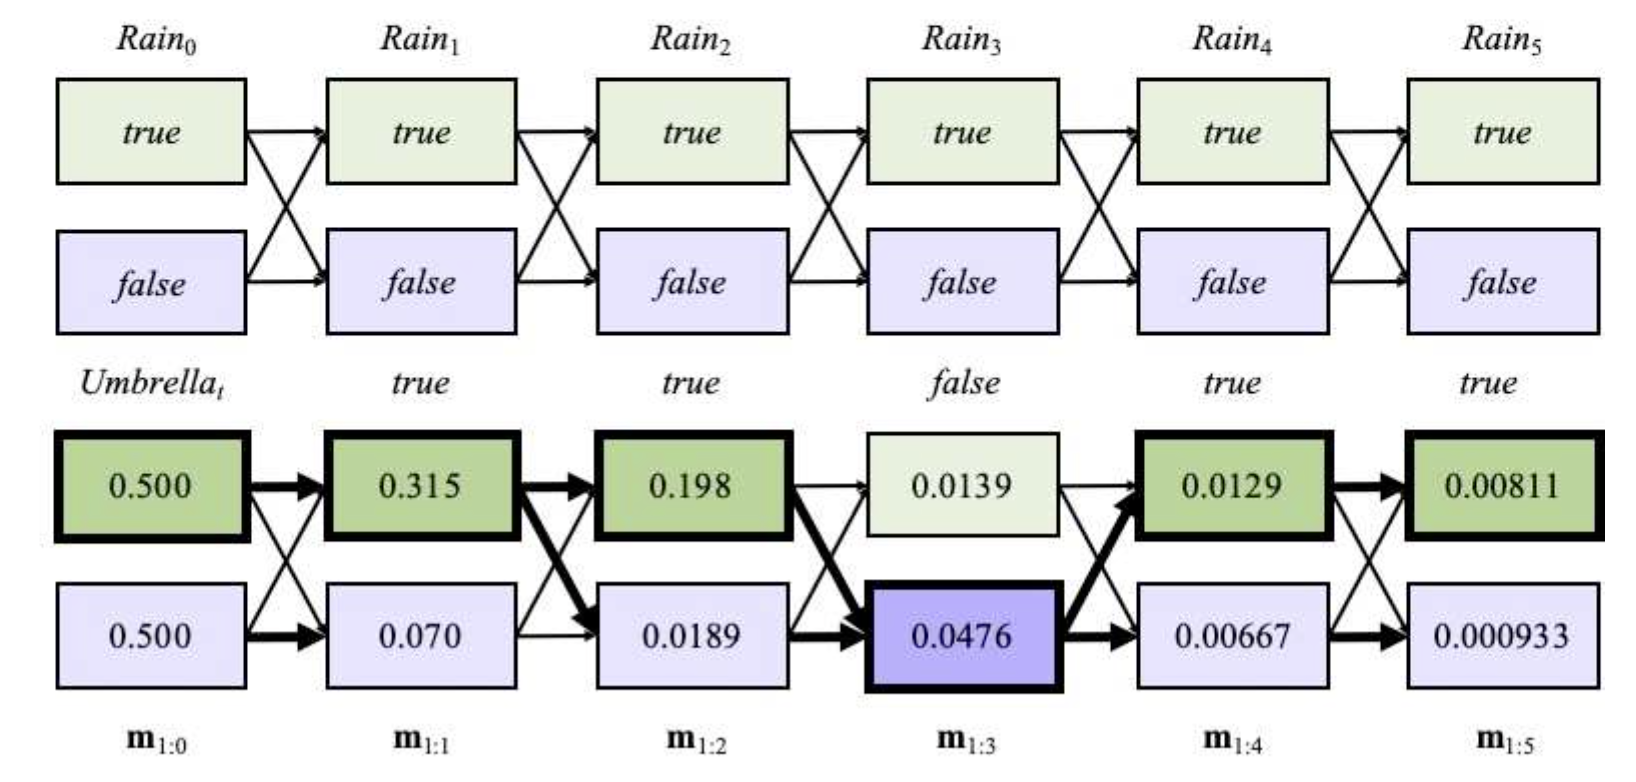 Rain₀ Rain₁ Rain₂ Rain₃ Rain₄ Rain₅
true true true true true true
false false false false false false
Umbrellaₜ true true false true true
0.500 0.315 0.198 0.0139 0.0129 0.00811
0.500 0.070 0.0189 0.0476 0.00667 0.000933
m₁:₀ m₁:₁ m₁:₂ m₁:₃ m₁:₄ m₁:₅